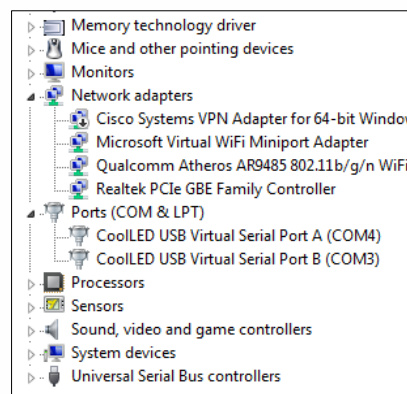 Memory technology driver
Mice and other pointing devices
Monitors
Network adapters
Cisco Systems VPN Adapter for 64-bit Windo
Microsoft Virtual WiFi Miniport Adapter
Qualcomm Atheros AR9485 802.11b/g/n WiFi
Realtek PCIe GBE Family Controller
Ports (COM & LPT)
CoolLED USB Virtual Serial Port A (COM4)
CoolLED USB Virtual Serial Port B (COM3)
Processors
Sensors
Sound, video and game controllers
System devices
Universal Serial Bus controllers